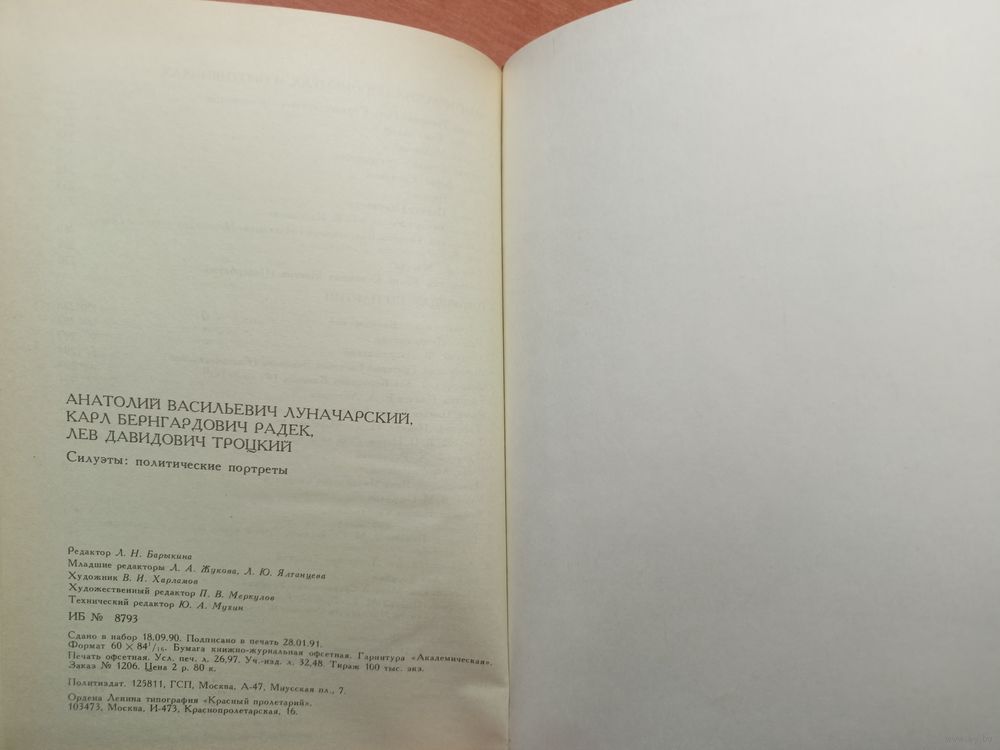 АНАТОЛИЙ ВАСИЛЬЕВИЧ ЛУНАЧАРСКИЙ,
КАРЛ БЕРНГАРДОВИЧ РАДЕК,
ЛЕВ ДАВИДОВИЧ ТРОЦКИЙ
Силуэты: политические портреты
Редактор Л. Н. Барыкина
Младшие редакторы Л. А. Жукова, Л. Ю. Ялтанцева
Художник В. И. Харламов
Художественный редактор П. В. Меркулов
Технический редактор Ю. А. Мухин
ИБ № 8793
Сдано в набор 18.09.90. Подписано в печать 28.01.91.
Формат 60 × 84¹/₁₆. Бумага книжно-журнальная офсетная. Гарнитура «Академическая».
Печать офсетная. Усл. печ. л. 26,97. Уч.-изд. л. 32,48. Тираж 100 тыс. экз.
Заказ № 1206. Цена 2 р. 80 к.
Политиздат. 125811, ГСП, Москва, А-47, Миусская пл., 7.
Ордена Ленина типография «Красный пролетарий».
103473, Москва, И-473, Краснопролетарская, 16.